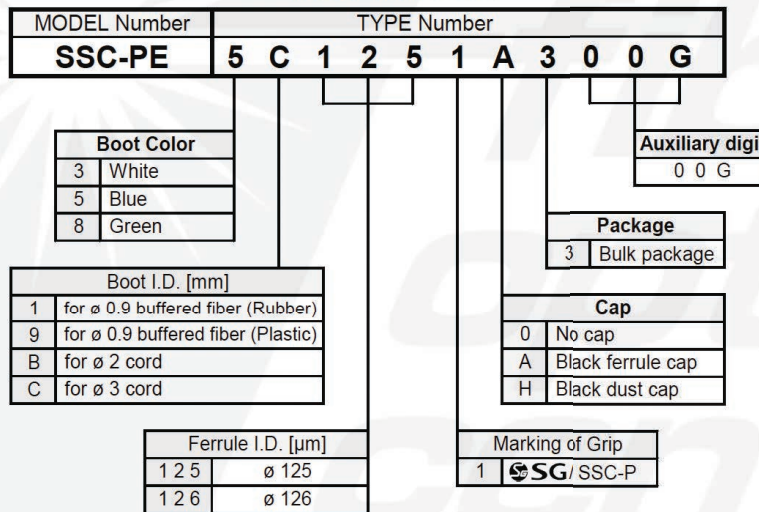 MODEL Number TYPE Number
SSC-PE 5 C 1 2 5 1 A 3 0 0 G
Boot Color
3 White
5 Blue
8 Green
Auxiliary digi
0 0 G
Package
3 Bulk package
Boot I.D. [mm]
1 for ø 0.9 buffered fiber (Rubber)
9 for ø 0.9 buffered fiber (Plastic)
B for ø 2 cord
C for ø 3 cord
Cap
0 No cap
A Black ferrule cap
H Black dust cap
Ferrule I.D. [µm]
1 2 5 ø 125
1 2 6 ø 126
Marking of Grip
1 SG SG/ SSC-P